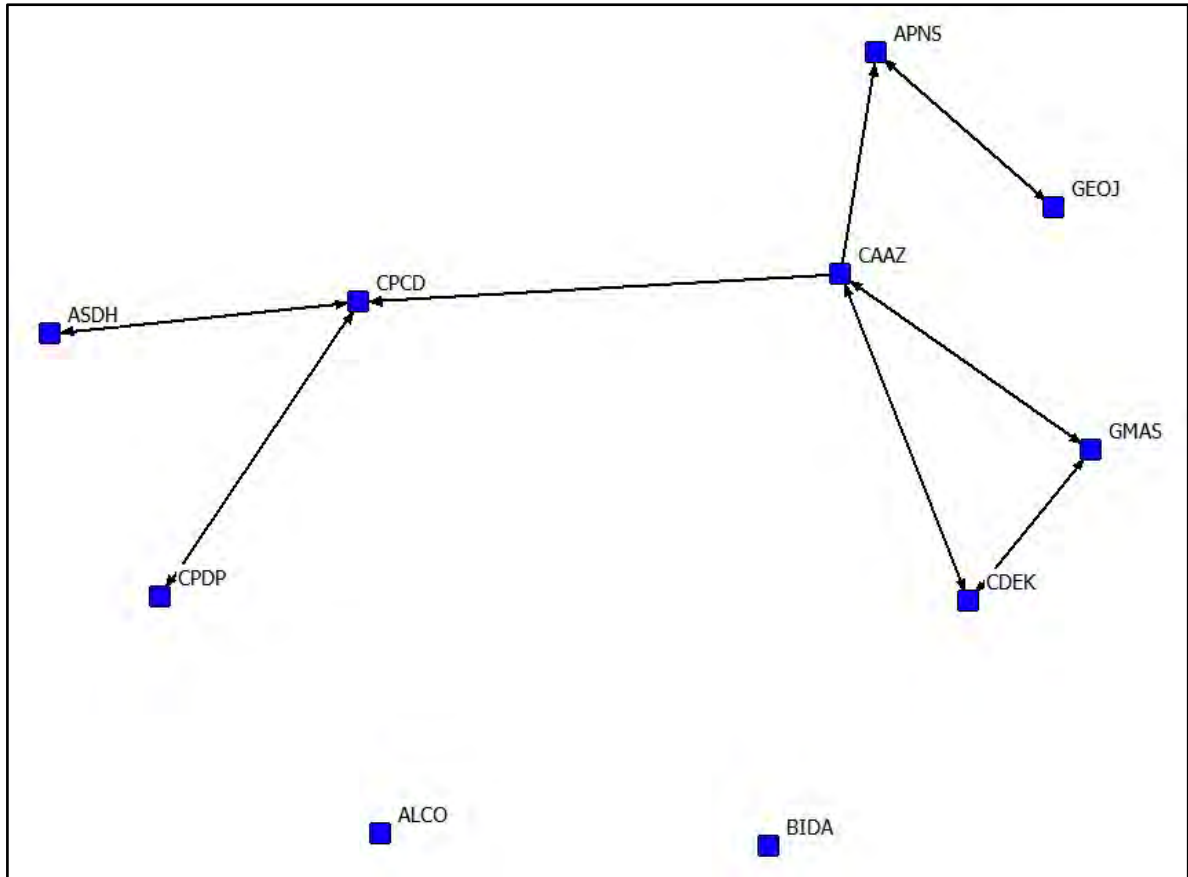 APNS
GEOJ
CAAZ
CPCD
ASDH
GMAS
CPDP
CDEK
ALCO
BIDA